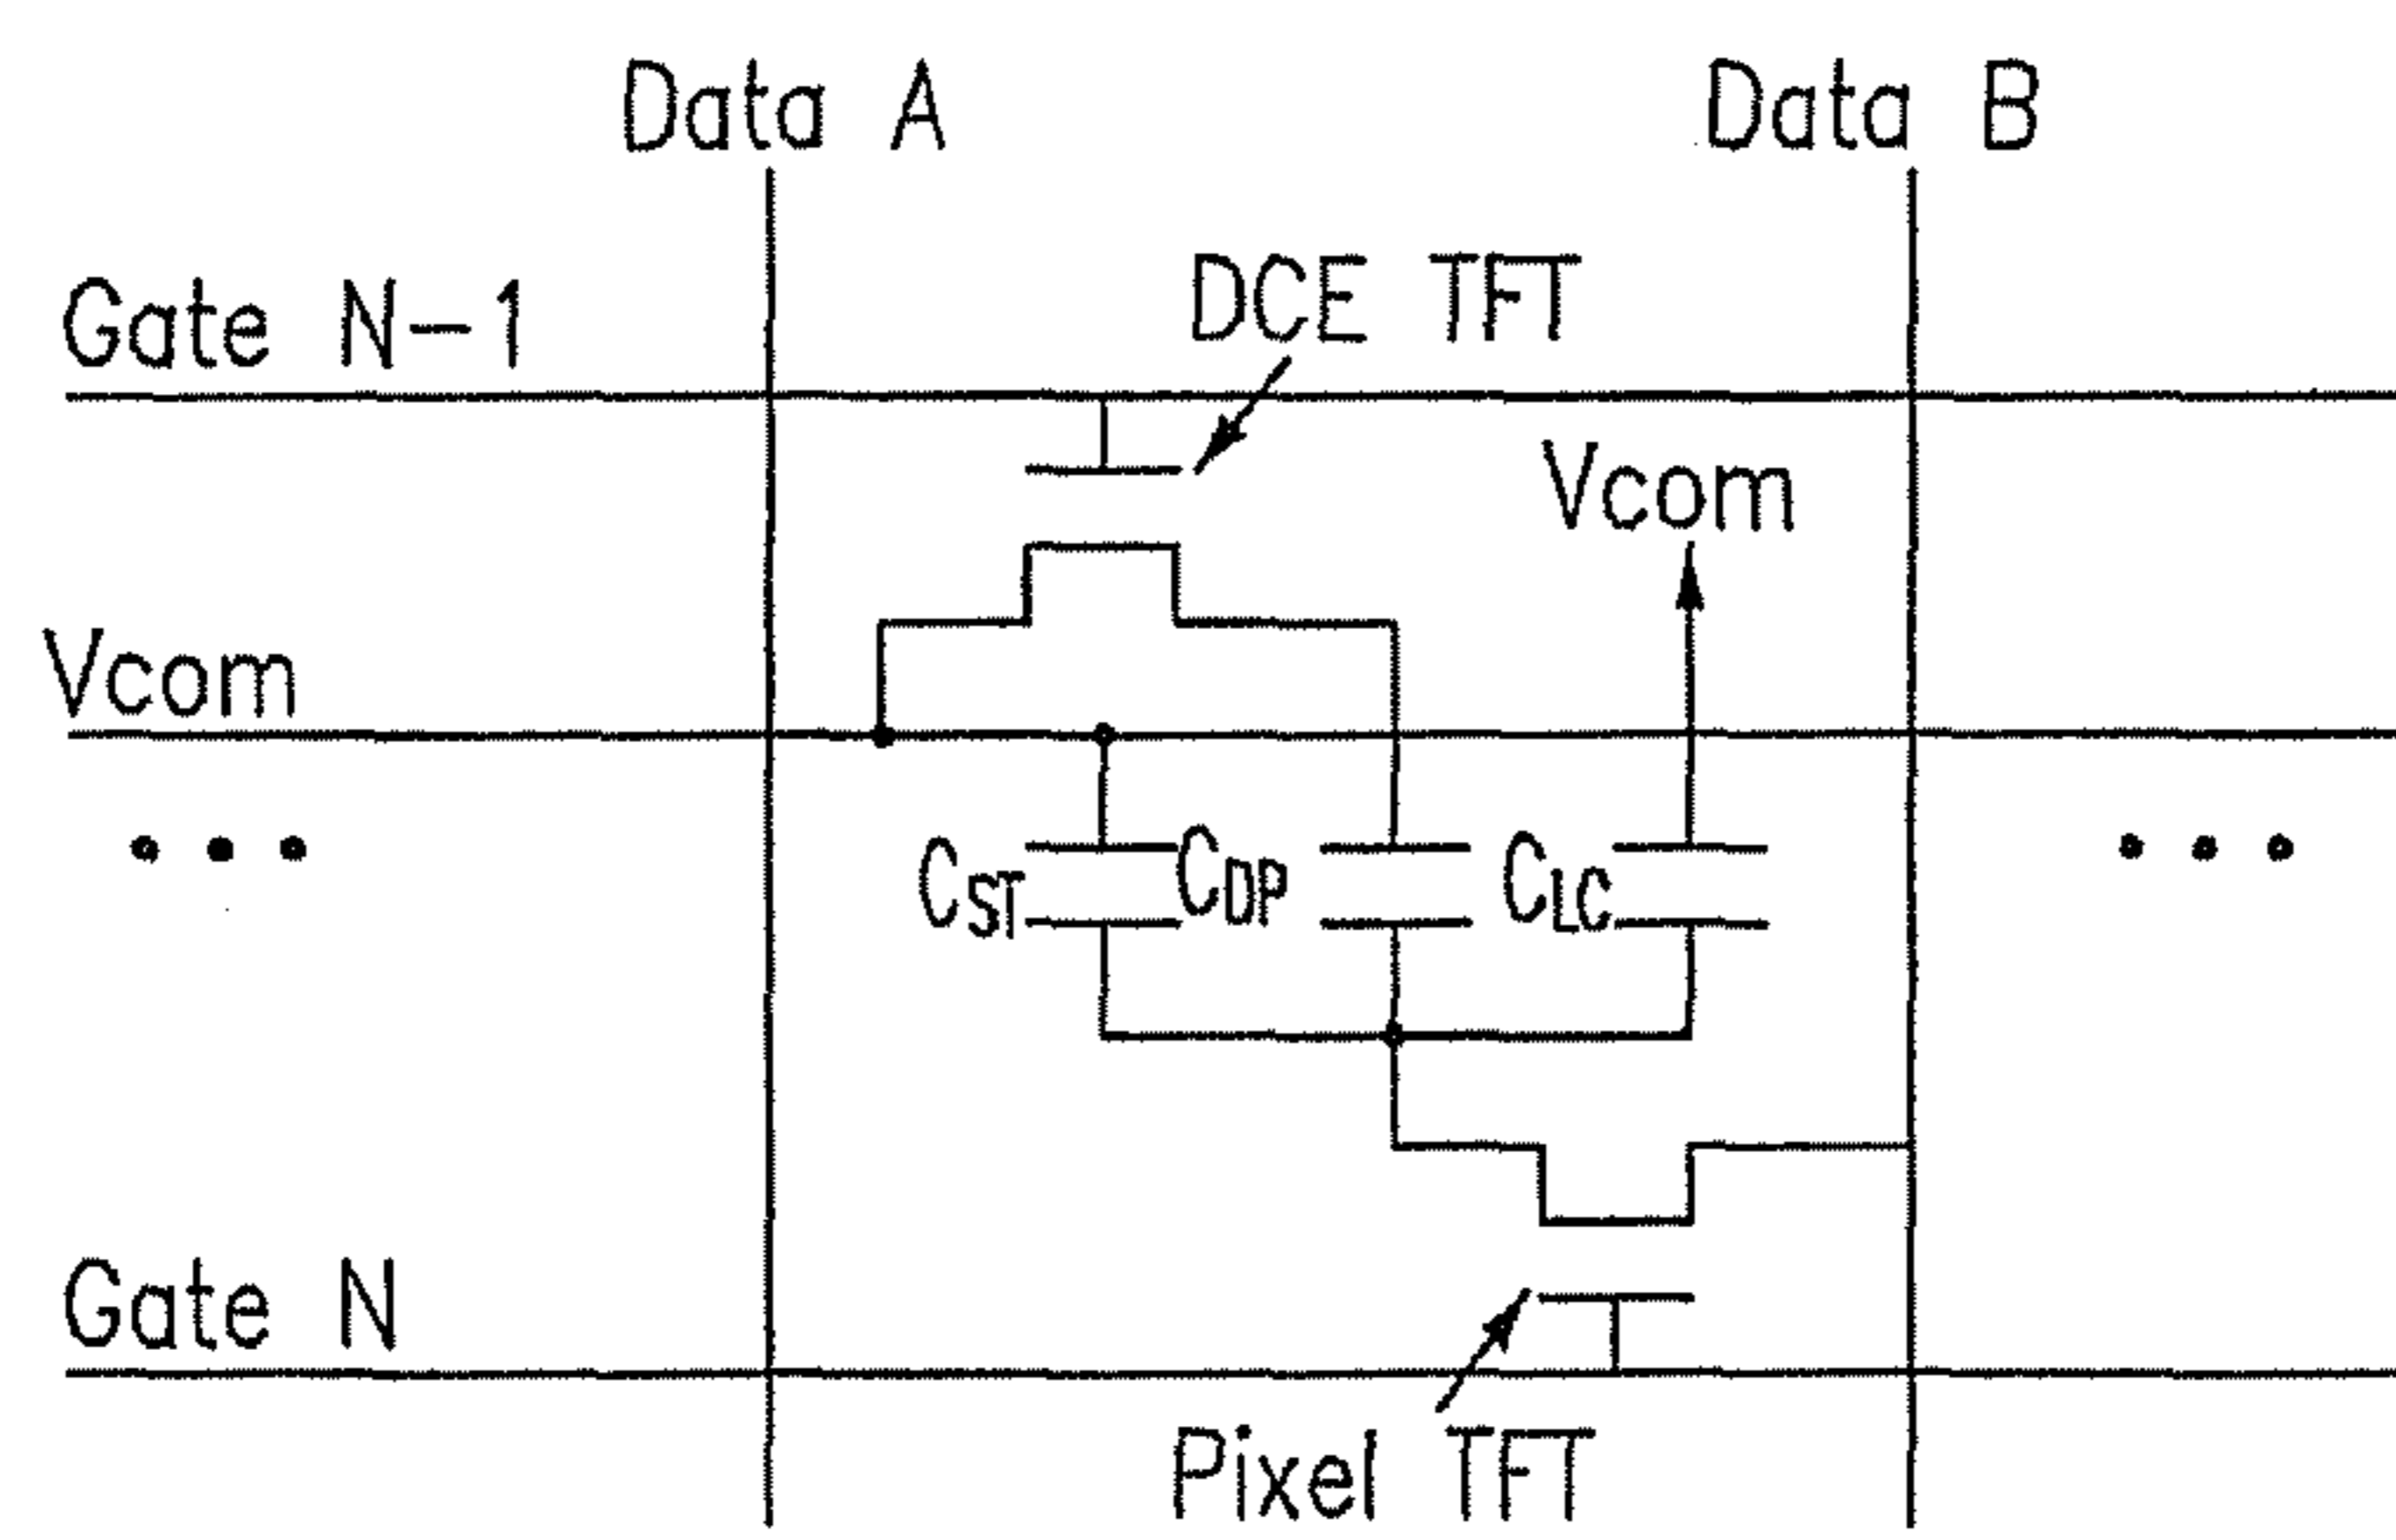 Data A
Data B
DCE TFT
Gate N-1
Vcom
Vcom
CST
CDP
CLC
Gate N
Pixel TFT